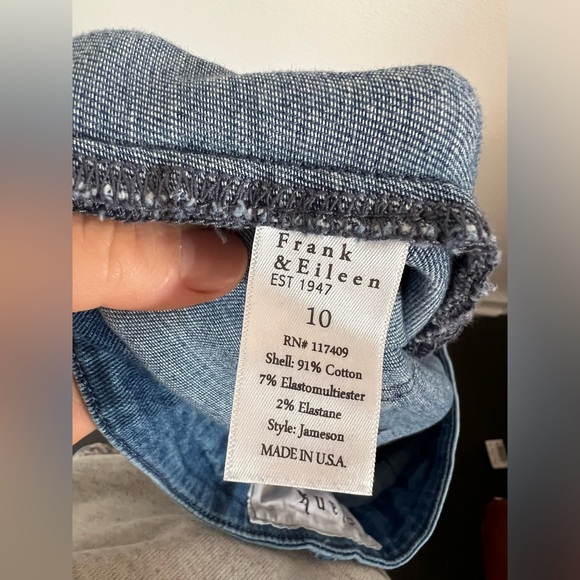 Frank
& Eileen
EST 1947
10
RN# 117409
Shell: 91% Cotton
7% Elastomultiester
2% Elastane
Style: Jameson
MADE IN U.S.A.